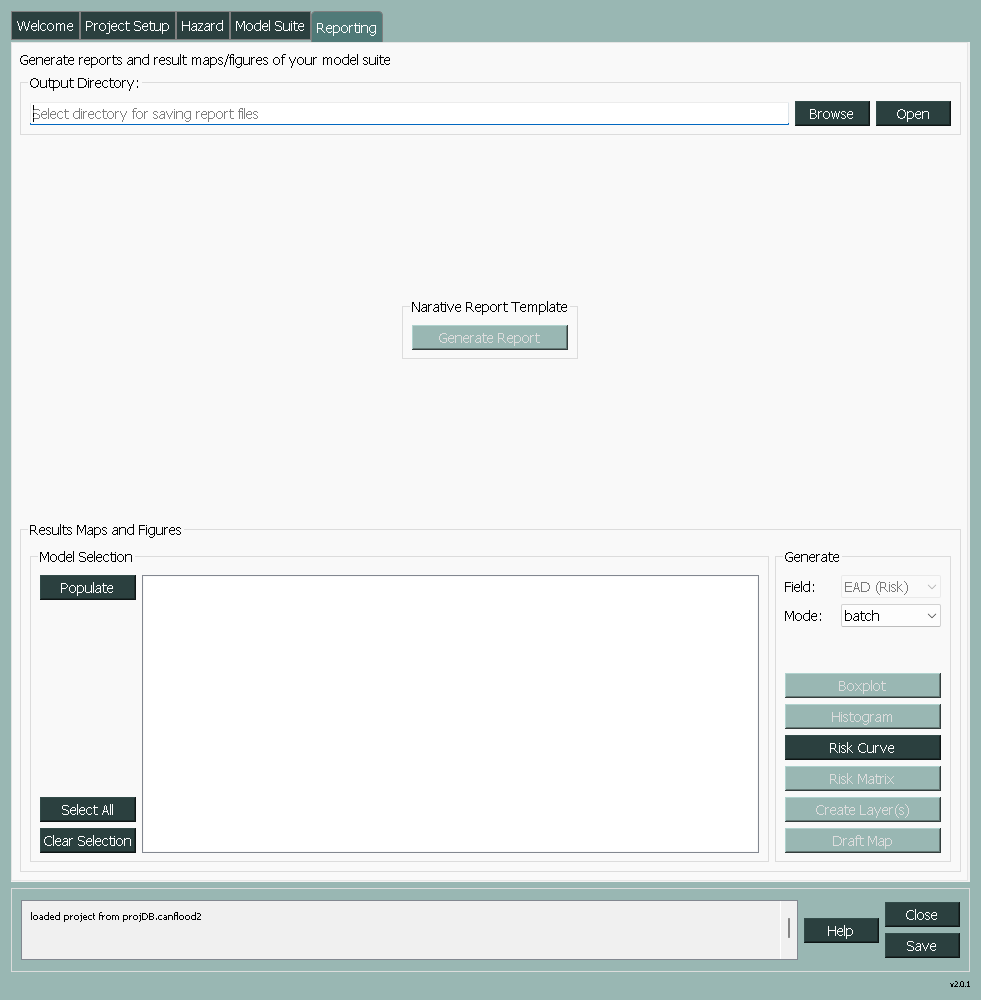 Welcome Project Setup Hazard Model Suite Reporting
Generate reports and result maps/figures of your model suite
Output Directory:
Select directory for saving report files Browse Open
Narative Report Template
Generate Report
Results Maps and Figures
Model Selection Generate
Populate Field: EAD (Risk)
Mode: batch
Boxplot
Histogram
Risk Curve
Risk Matrix
Select All Create Layer(s)
Clear Selection Draft Map
loaded project from projDB.canflood2
Close
Help
Save
v2.0.1